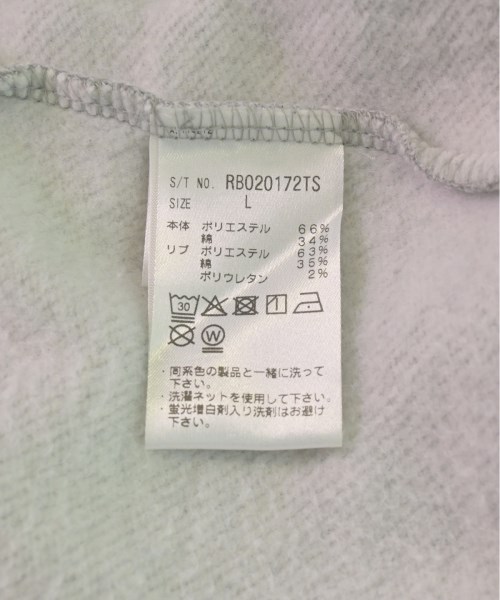 S/T NO. RB020172TS
SIZE L
本体 ポリエステル 66%
綿 34%
リブ ポリエステル 63%
綿 35%
ポリウレタン 2%
30
W
・同系色の製品と一緒に洗って
下さい。
・洗濯ネットを使用して下さい。
・蛍光増白剤入り洗剤はお避け
下さい。